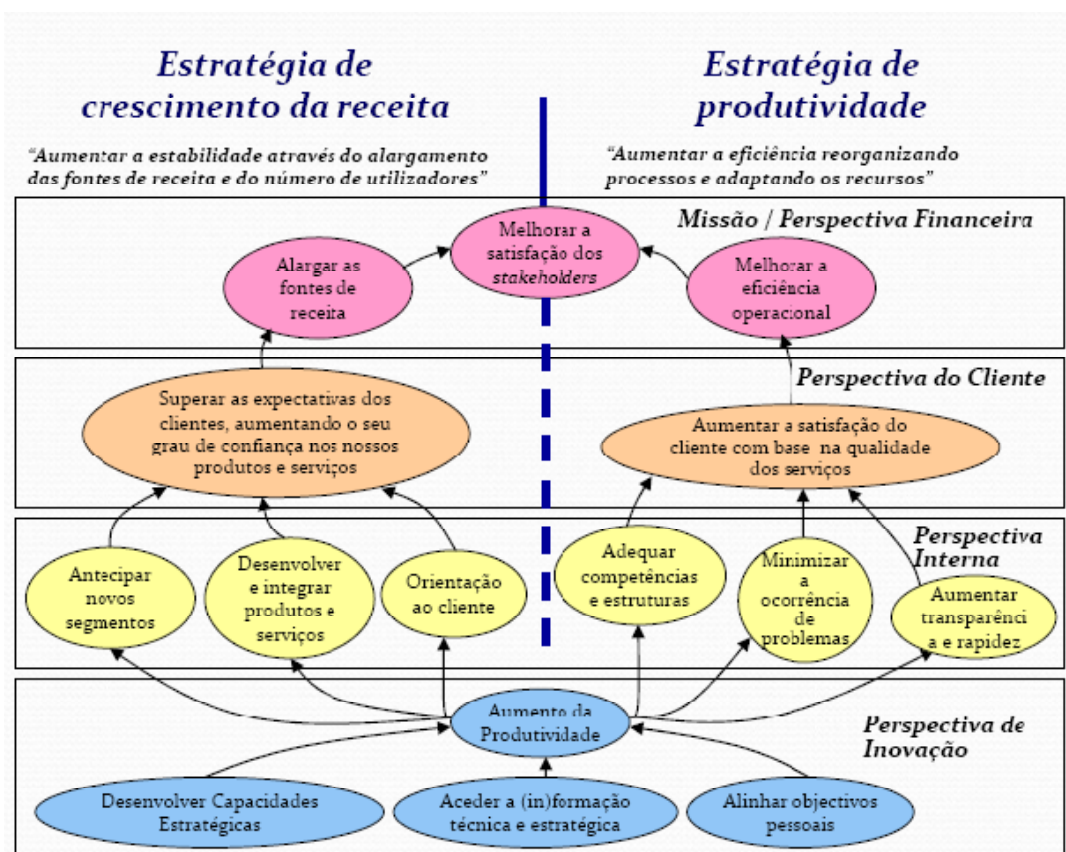 Estratégia de
crescimento da receita
"Aumentar a estabilidade através do alargamento
das fontes de receita e do número de utilizadores"
Estratégia de
produtividade
"Aumentar a eficiência reorganizando
processos e adaptando os recursos"
Missão / Perspectiva Financeira
Melhorar a
satisfação dos
stakeholders
Alargar as
fontes de
receita
Melhorar a
eficiência
operacional
Perspectiva do Cliente
Superar as expectativas dos
clientes, aumentando o seu
grau de confiança nos nossos
produtos e serviços
Aumentar a satisfação do
cliente com base na qualidade
dos serviços
Perspectiva
Interna
Antecipar
novos
segmentos
Desenvolver
e integrar
produtos e
serviços
Orientação
ao cliente
Adequar
competências
e estruturas
Minimizar
a
ocorrência
de
problemas
Aumentar
transparênci
a e rapidez
Perspectiva de
Inovação
Aumento da
Produtividade
Desenvolver Capacidades
Estratégicas
Aceder a (in)formação
técnica e estratégica
Alinhar objectivos
pessoais